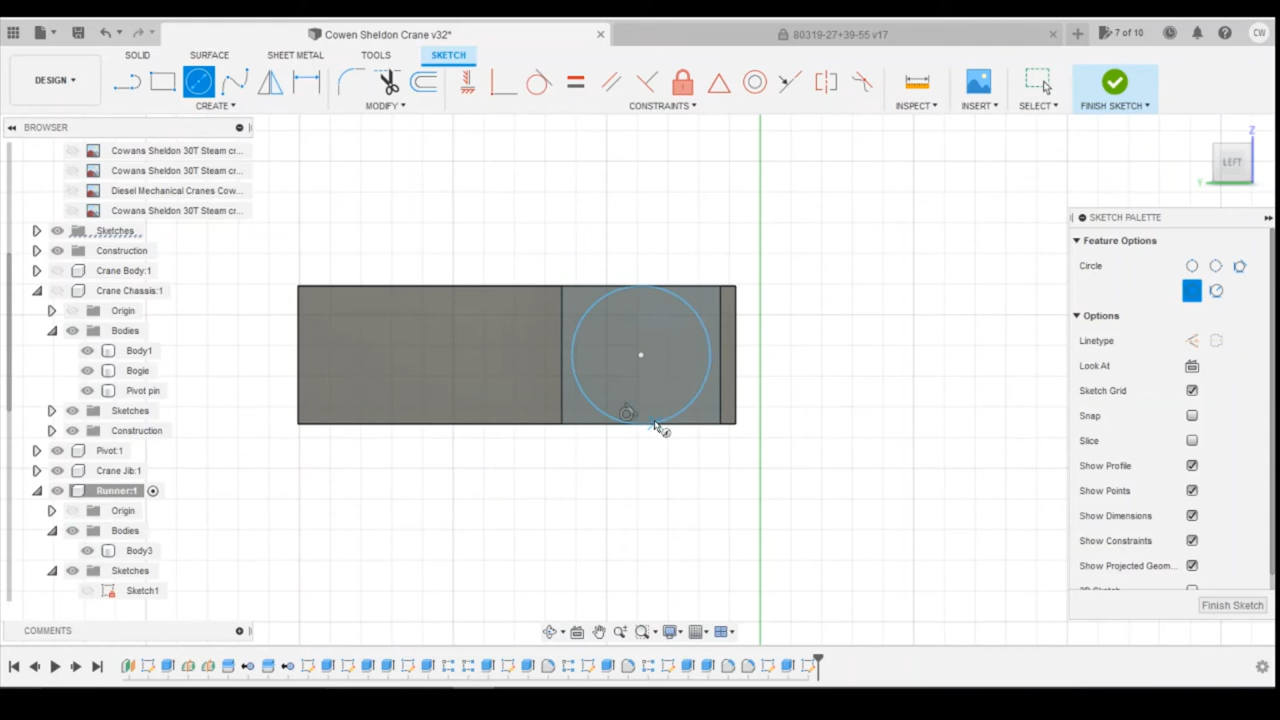 Cowen Sheldon Crane v32*
80319-27+39-55 v17
7 of 10
CW
DESIGN
SOLID
SURFACE
SHEET METAL
TOOLS
SKETCH
CREATE
MODIFY
CONSTRAINTS
INSPECT
INSERT
SELECT
FINISH SKETCH
BROWSER
Cowans Sheldon 30T Steam cr...
Cowans Sheldon 30T Steam cr...
Diesel Mechanical Cranes Cow...
Cowans Sheldon 30T Steam cr...
Sketches
Construction
Crane Body:1
Crane Chassis:1
Origin
Bodies
Body1
Bogie
Pivot pin
Sketches
Construction
Pivot:1
Crane Jib:1
Runner:1
Origin
Bodies
Body3
Sketches
Sketch1
COMMENTS
Z
LEFT
Y
SKETCH PALETTE
Feature Options
Circle
Options
Linetype
Look At
Sketch Grid
Snap
Slice
Show Profile
Show Points
Show Dimensions
Show Constraints
Show Projected Geom...
Finish Sketch